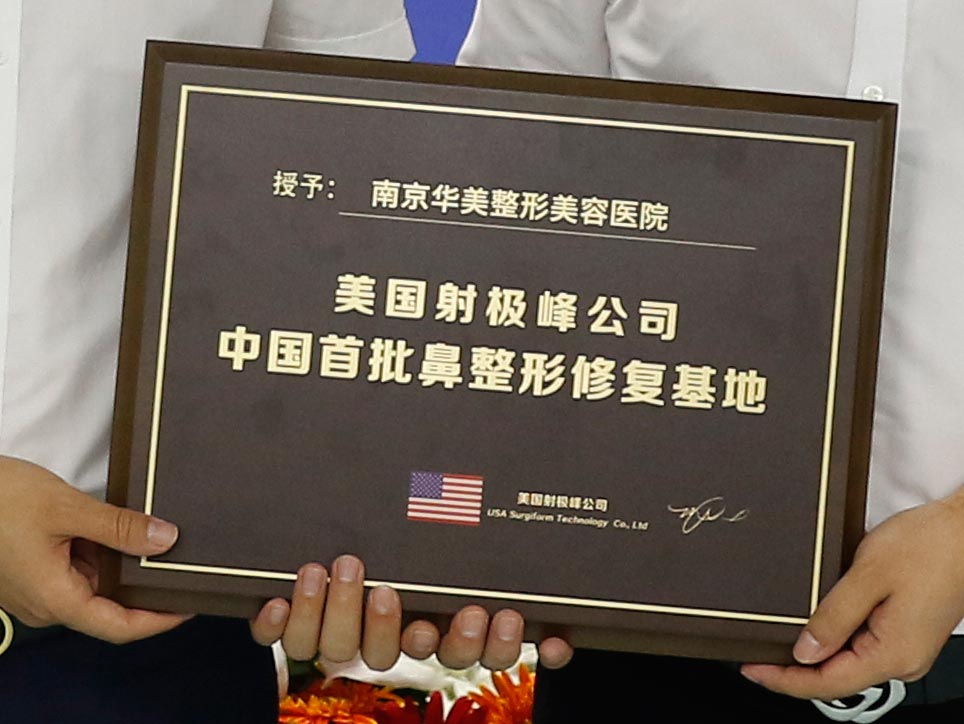 授予: 南京华美整形美容医院
美国射极峰公司
中国首批鼻整形修复基地
美国射极峰公司
USA Surgiform Technology Co., Ltd